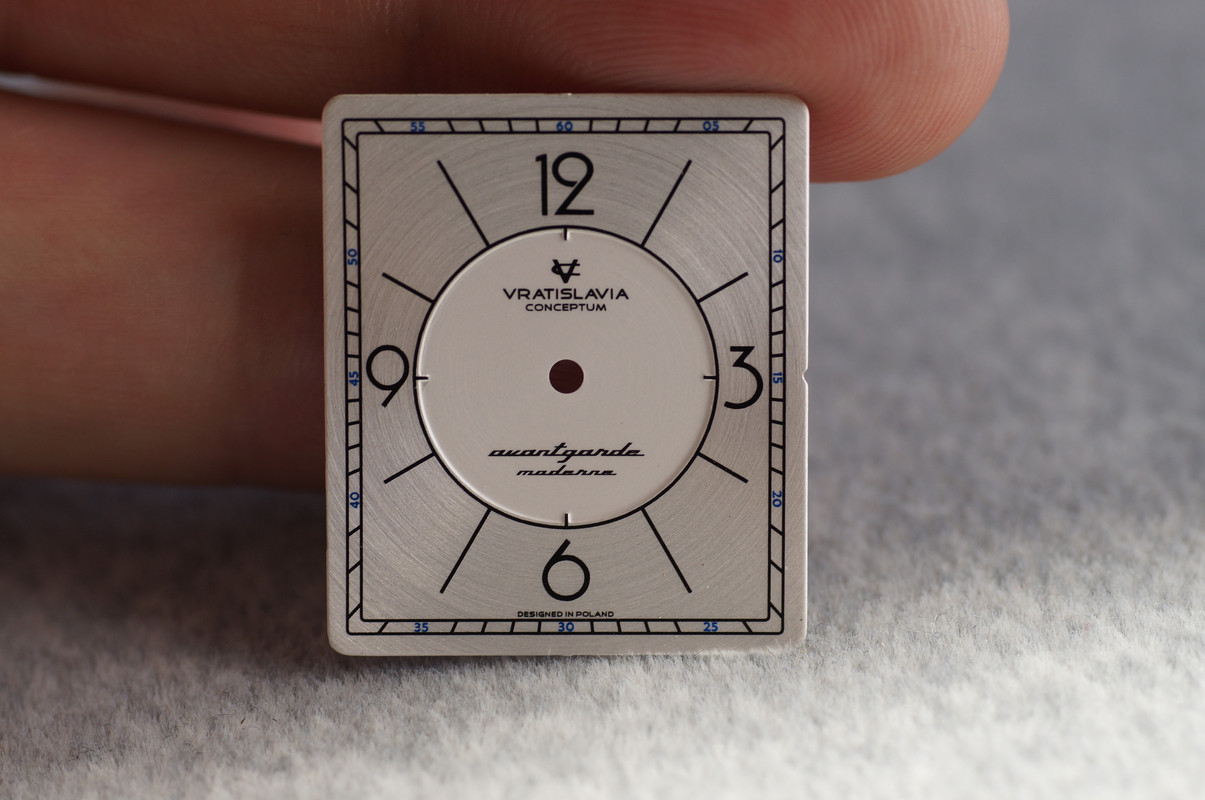 55 60 05
12
50 10
VRATISLAVIA
CONCEPTUM
9 3
45 15
avantgarde
moderne
40 20
6
DESIGNED IN POLAND
35 30 25